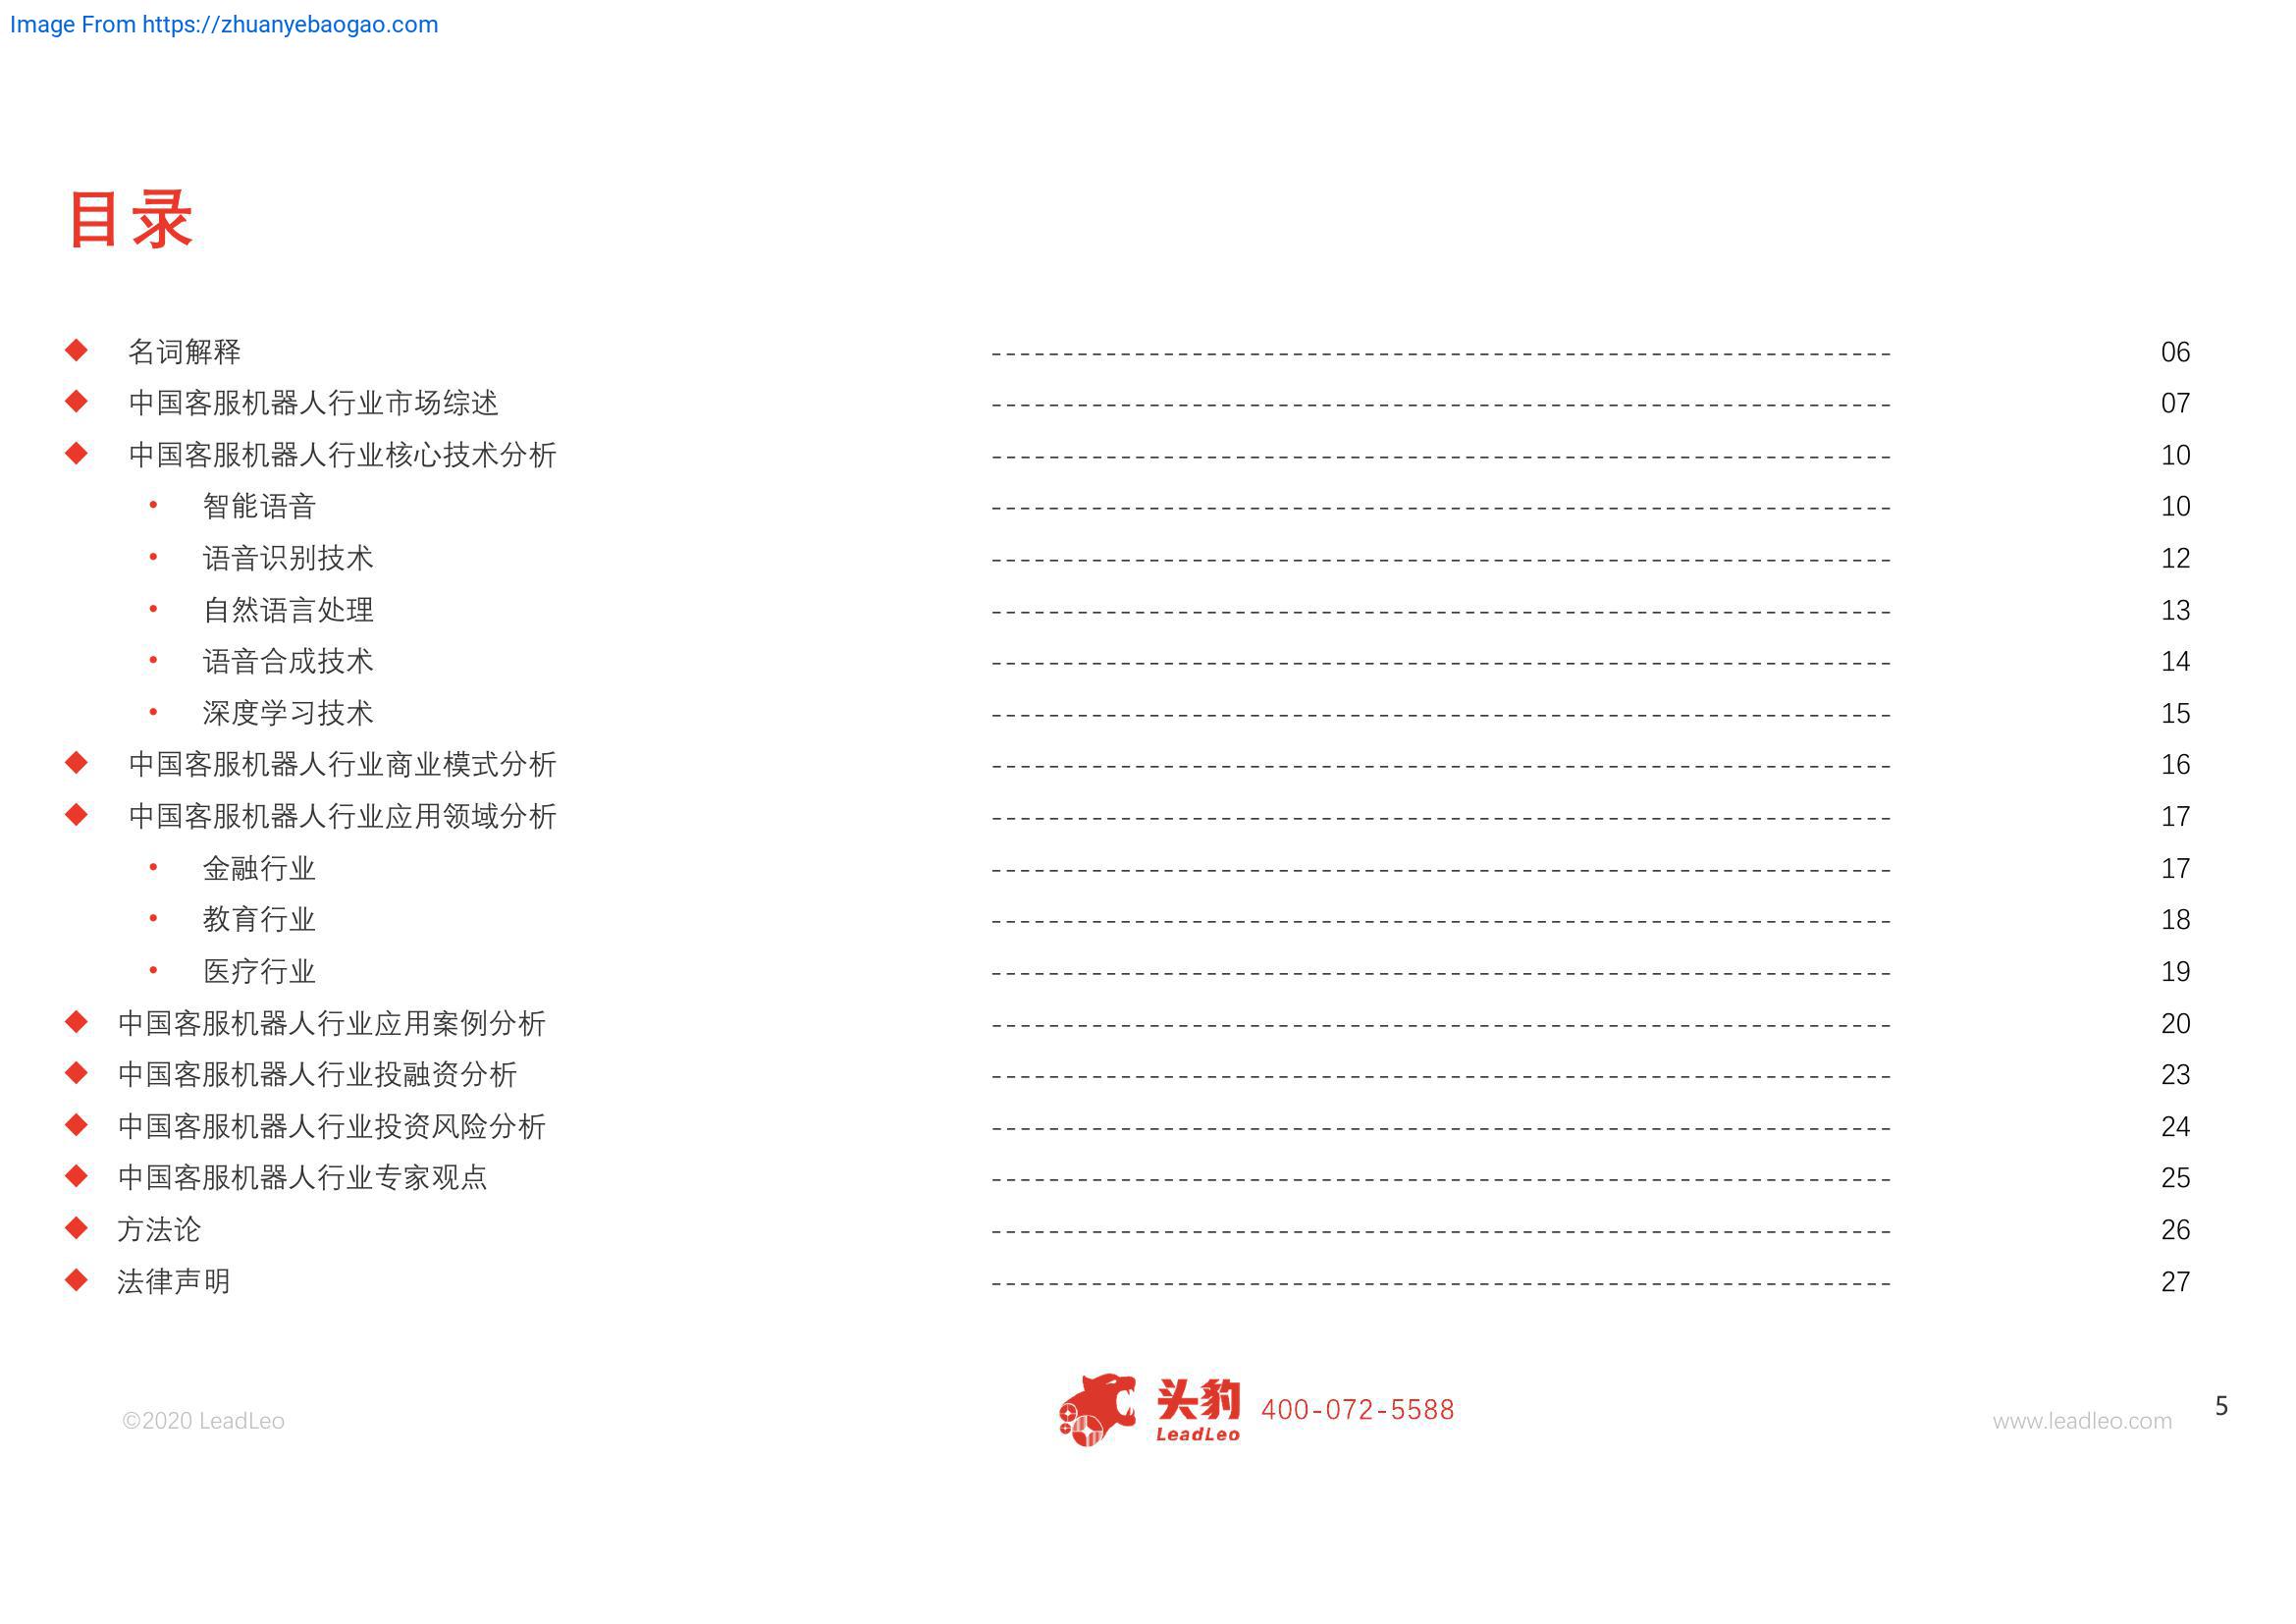 Image From https://zhuanyebaogao.com
目录
◆ 名词解释 -------------------------------------------------------------- 06
◆ 中国客服机器人行业市场综述 -------------------------------------------------------------- 07
◆ 中国客服机器人行业核心技术分析 -------------------------------------------------------------- 10
• 智能语音 -------------------------------------------------------------- 10
• 语音识别技术 -------------------------------------------------------------- 12
• 自然语言处理 -------------------------------------------------------------- 13
• 语音合成技术 -------------------------------------------------------------- 14
• 深度学习技术 -------------------------------------------------------------- 15
◆ 中国客服机器人行业商业模式分析 -------------------------------------------------------------- 16
◆ 中国客服机器人行业应用领域分析 -------------------------------------------------------------- 17
• 金融行业 -------------------------------------------------------------- 17
• 教育行业 -------------------------------------------------------------- 18
• 医疗行业 -------------------------------------------------------------- 19
◆ 中国客服机器人行业应用案例分析 -------------------------------------------------------------- 20
◆ 中国客服机器人行业投融资分析 -------------------------------------------------------------- 23
◆ 中国客服机器人行业投资风险分析 -------------------------------------------------------------- 24
◆ 中国客服机器人行业专家观点 -------------------------------------------------------------- 25
◆ 方法论 -------------------------------------------------------------- 26
◆ 法律声明 -------------------------------------------------------------- 27
©2020 LeadLeo
头豹
LeadLeo
400-072-5588
www.leadleo.com
5